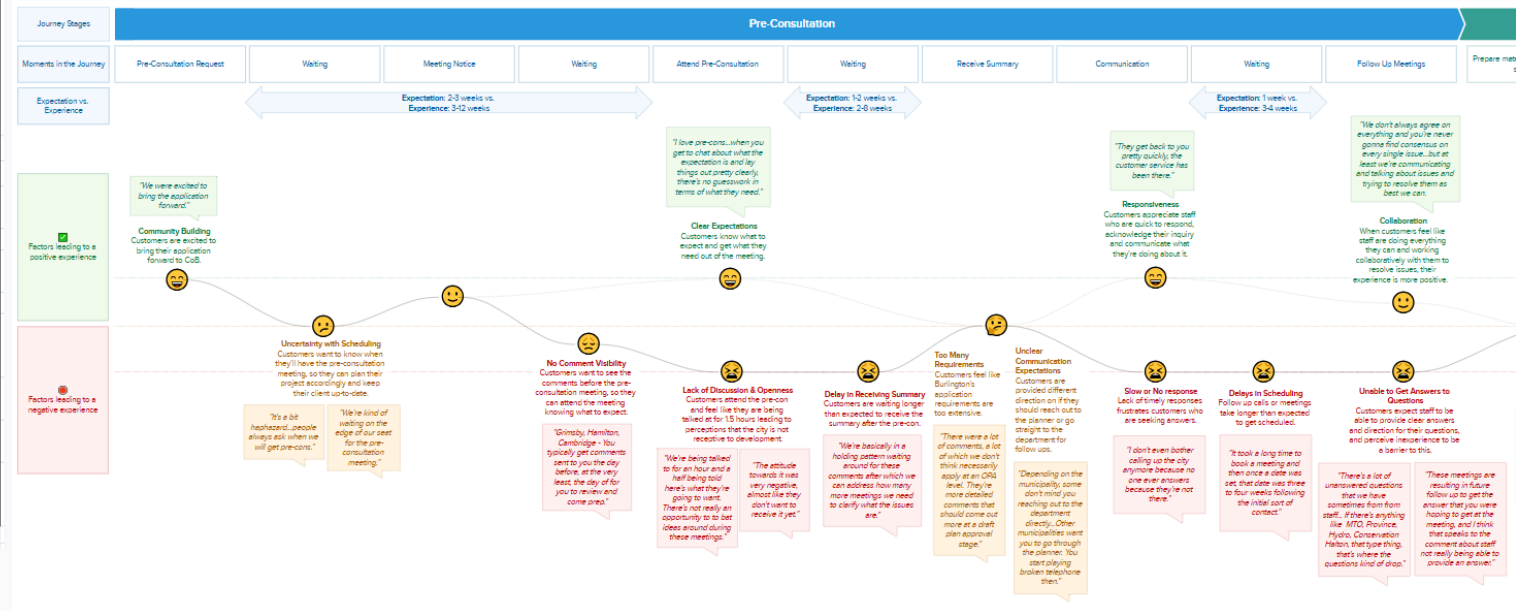 Journey Stages
Pre-Consultation
Moments in the Journey
Pre-Consultation Request
Waiting
Meeting Notice
Waiting
Attend Pre-Consultation
Waiting
Receive Summary
Communication
Waiting
Follow Up Meetings
Prepare mate
s
Expectation vs.
Experience
Expectation: 2-3 weeks vs.
Experience: 3-12 weeks
Expectation: 1-2 weeks vs.
Experience: 2-6 weeks
Expectation: 1 week vs.
Experience: 3-4 weeks
Factors leading to a
positive experience
"We were excited to
bring the application
forward."
Community Building
Customers are excited to
bring their application
forward to CoB.
"I love pre-cons...when you
get to chat about what the
expectation is and lay
things out pretty clearly,
there's no guesswork in
terms of what they need."
Clear Expectations
Customers know what to
expect and get what they
need out of the meeting.
"They get back to you
pretty quickly, the
customer service has
been there."
Responsiveness
Customers appreciate staff
who are quick to respond,
acknowledge their inquiry
and communicate what
they're doing about it.
"We don't always agree on
everything and you're never
gonna find consensus on
every single issue...but at
least we're communicating
and talking about issues and
trying to resolve them as
best we can.
Collaboration
When customers feel like
staff are doing everything
they can and working
collaboratively with them to
resolve issues, their
experience is more positive.
Factors leading to a
negative experience
Uncertainty with Scheduling
Customers want to know when
they'll have the pre-consultation
meeting, so they can plan their
project accordingly and keep
their client up-to-date.
"It's a bit
haphazard...people
always ask when we
will get pre-cons."
"We're kind of
waiting on the
edge of our seat
for the pre-
consultation
meeting."
No Comment Visibility
Customers want to see the
comments before the pre-
consultation meeting, so they
can attend the meeting
knowing what to expect.
"Grimsby, Hamilton,
Cambridge - You
typically get comments
sent to you the day
before, at the very
least, the day of for
you to review and
come prep."
Lack of Discussion & Openness
Customers attend the pre-con
and feel like they are being
talked at for 1.5 hours leading to
perceptions that the city is not
receptive to development.
"We're being talked
to for an hour and a
half being told
here's what they're
going to want.
There's not really an
opportunity to to bat
ideas around during
these meetings."
"The attitude
towards it was
very negative,
almost like they
don't want to
receive it yet."
Delay in Receiving Summary
Customers are waiting longer
than expected to receive the
summary after the pre-con.
"We're basically in a
holding pattern waiting
around for these
comments after which we
can address how many
more meetings we need
to clarify what the issues
are."
Too Many
Requirements
Customers feel like
Burlington's
application
requirements are
too extensive.
"There were a lot
of comments, a lot
of which we don't
think necessarily
apply at an OPA
level. They're
more detailed
comments that
should come out
more at a draft
plan approval
stage."
Unclear
Communication
Expectations
Customers are
provided different
direction on if they
should reach out to
the planner or go
straight to the
department for
follow ups.
"Depending on the
municipality, some
don't mind you
reaching out to the
department
directly...Other
municipalities want
you to go through
the planner. You
start playing
broken telephone
then."
Slow or No response
Lack of timely responses
frustrates customers who
are seeking answers.
"I don't even bother
calling up the city
anymore because no
one ever answers
because they're not
there."
Delays in Scheduling
Follow up calls or meetings
take longer than expected
to get scheduled.
"It took a long time to
book a meeting and
then once a date was
set, that date was three
to four weeks following
the initial sort of
contact."
Unable to Get Answers to
Questions
Customers expect staff to be
able to provide clear answers
and direction for their questions,
and perceive inexperience to be
a barrier to this.
"There's a lot of
unanswered questions
that we have
sometimes from from
staff... If there's anything
like MTO, Province,
Hydro, Conservation
Halton, that type thing,
that's where the
questions kind of drop."
"These meetings are
resulting in future
follow up to get the
answer that you were
hoping to get at the
meeting, and I think
that speaks to the
comment about staff
not really being able to
provide an answer."